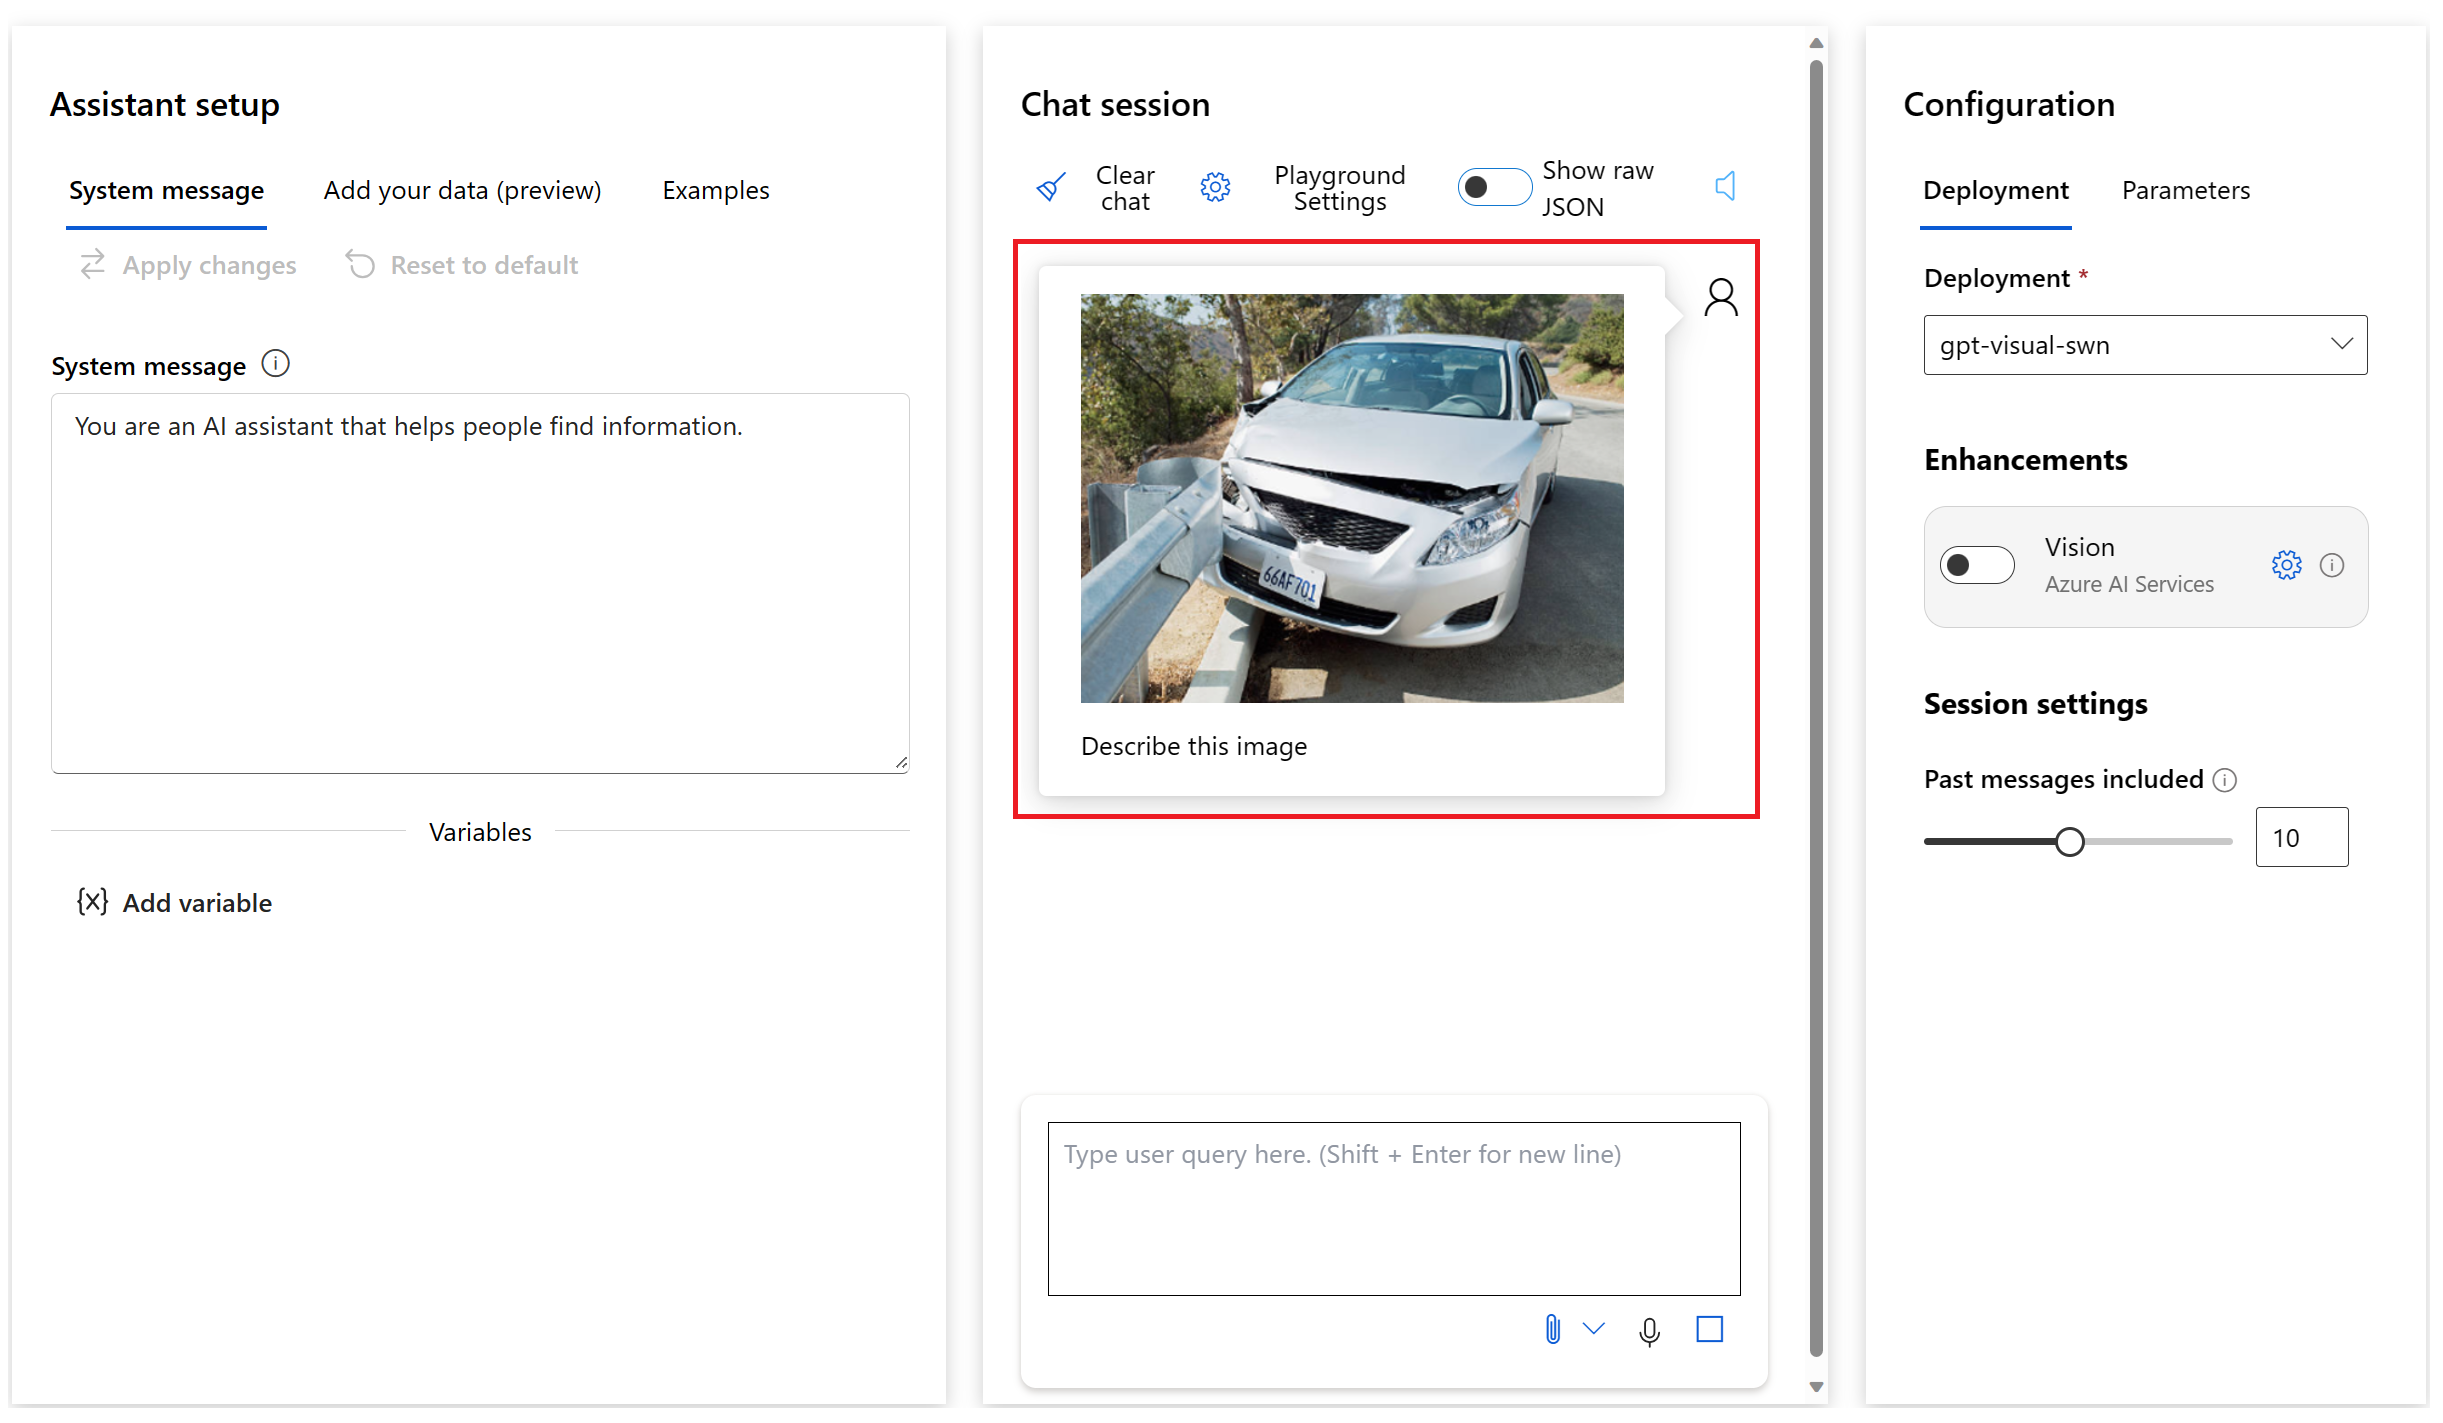 Assistant setup
System message
Add your data (preview)
Examples
Apply changes
Reset to default
System message
You are an AI assistant that helps people find information.
Variables
{x} Add variable
Chat session
Clear
chat
Playground
Settings
Show raw
JSON
66AF701
Describe this image
Type user query here. (Shift + Enter for new line)
Configuration
Deployment
Parameters
Deployment *
gpt-visual-swn
Enhancements
Vision
Azure AI Services
Session settings
Past messages included
10